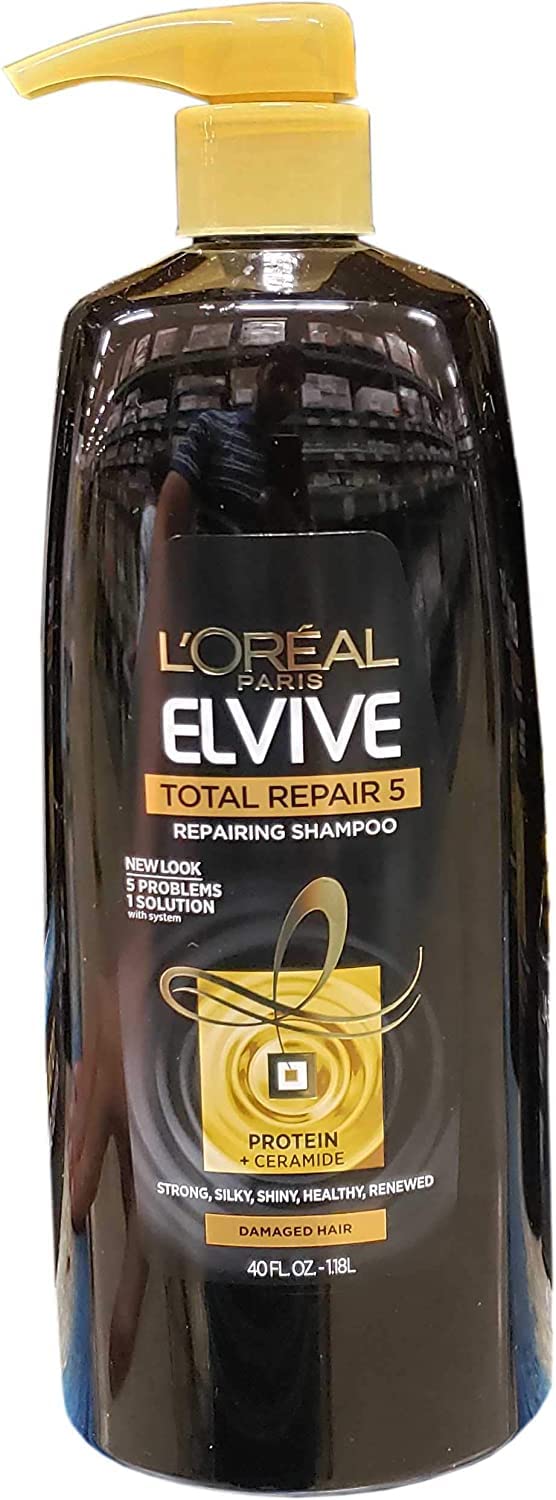 L'ORÉAL
PARIS
ELVIVE
TOTAL REPAIR 5
REPAIRING SHAMPOO
NEW LOOK
5 PROBLEMS
1 SOLUTION
with system
PROTEIN
+ CERAMIDE
STRONG, SILKY, SHINY, HEALTHY, RENEWED
DAMAGED HAIR
40 FL. OZ. - 1.18L